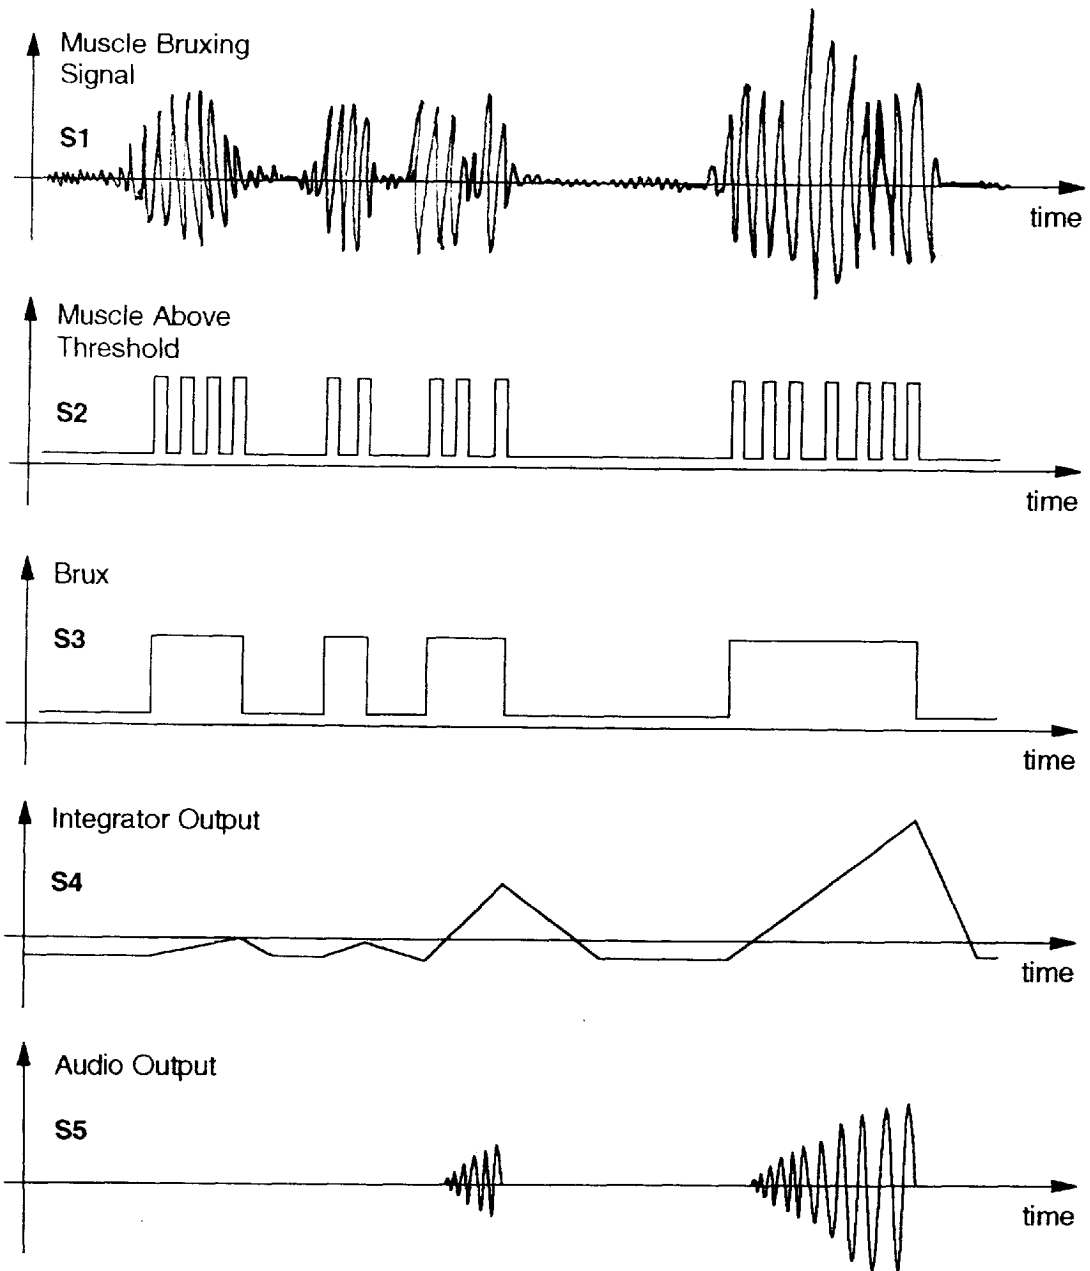 Muscle Bruxing
Signal
S1
time
Muscle Above
Threshold
S2
time
Brux
S3
time
Integrator Output
S4
time
Audio Output
S5
time